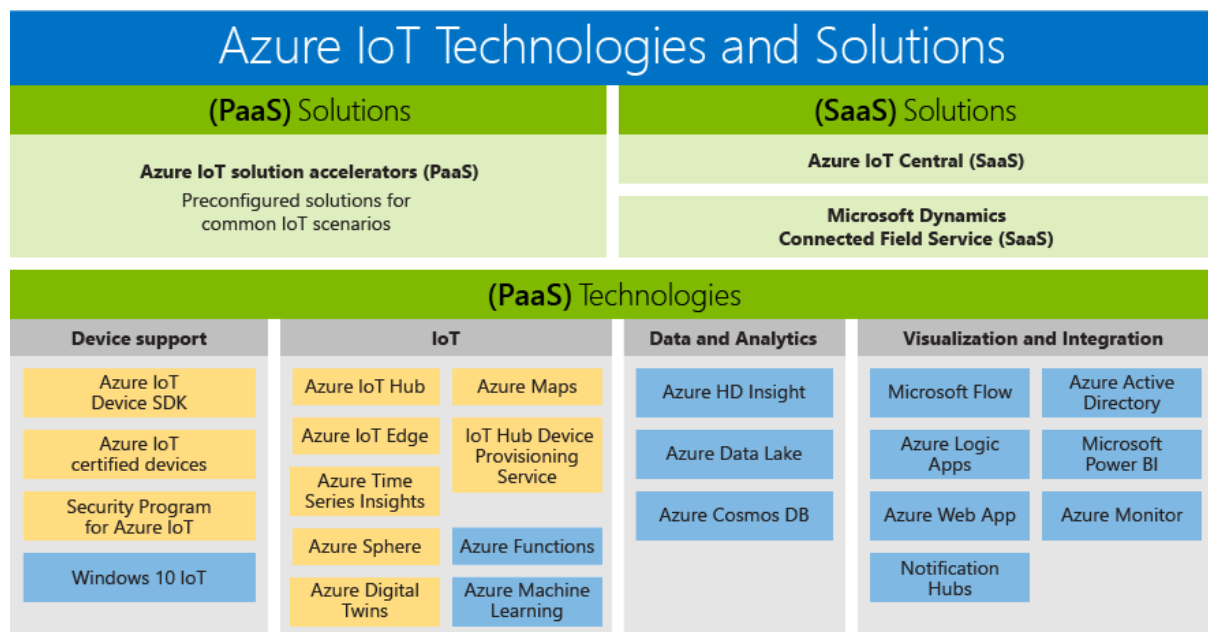 Azure IoT Technologies and Solutions
(PaaS) Solutions
Azure IoT solution accelerators (PaaS)
Preconfigured solutions for
common IoT scenarios
(SaaS) Solutions
Azure IoT Central (SaaS)
Microsoft Dynamics
Connected Field Service (SaaS)
(PaaS) Technologies
Device support
Azure IoT
Device SDK
Azure IoT
certified devices
Security Program
for Azure IoT
Windows 10 IoT
IoT
Azure IoT Hub
Azure IoT Edge
Azure Time
Series Insights
Azure Sphere
Azure Digital
Twins
Azure Maps
IoT Hub Device
Provisioning
Service
Azure Functions
Azure Machine
Learning
Data and Analytics
Azure HD Insight
Azure Data Lake
Azure Cosmos DB
Visualization and Integration
Microsoft Flow
Azure Logic
Apps
Azure Web App
Notification
Hubs
Azure Active
Directory
Microsoft
Power BI
Azure Monitor